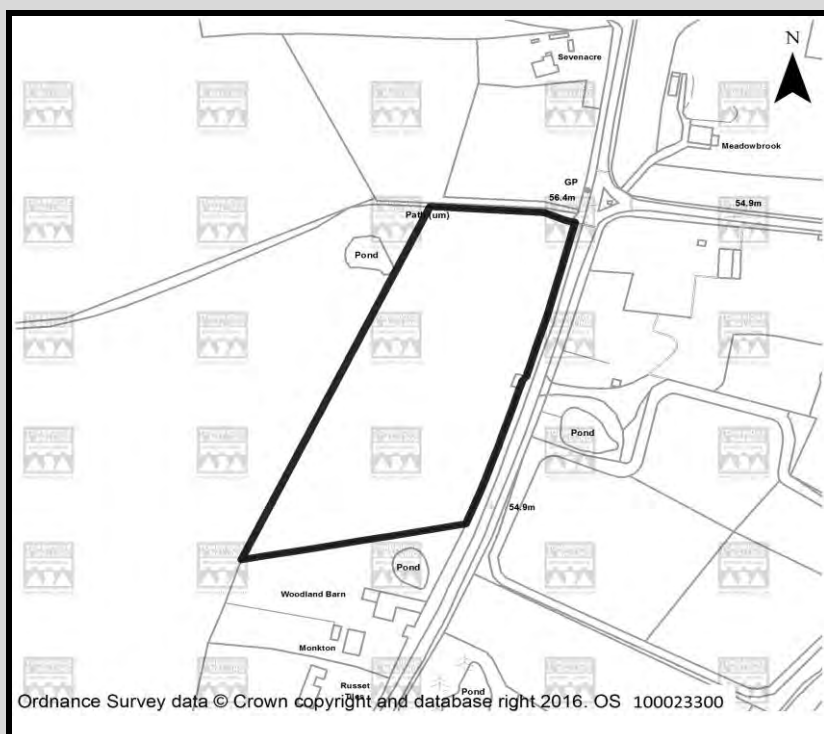 N
Sevenacre
Meadowbrook
GP
56.4m
54.9m
Path (um)
Pond
Pond
54.9m
Pond
Woodland Barn
Monkton
Russet
Tiles
Pond
Ordnance Survey data © Crown copyright and database right 2016. OS 100023300